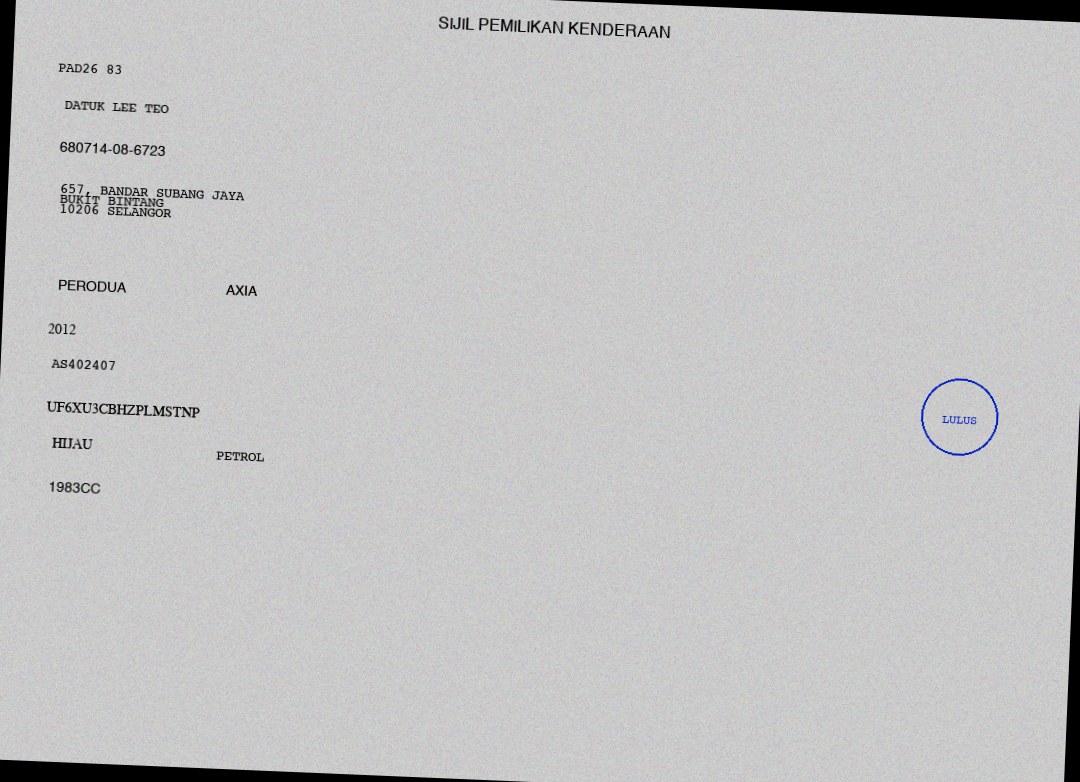 SIJIL PEMILIKAN KENDERAAN
PAD26 83
DATUK LEE TEO
680714-08-6723
657, BANDAR SUBANG JAYA
BUKIT BINTANG
10206 SELANGOR
PERODUA AXIA
2012
AS402407
UF6XU3CBHZPLMSTNP
LULUS
HIJAU PETROL
1983CC